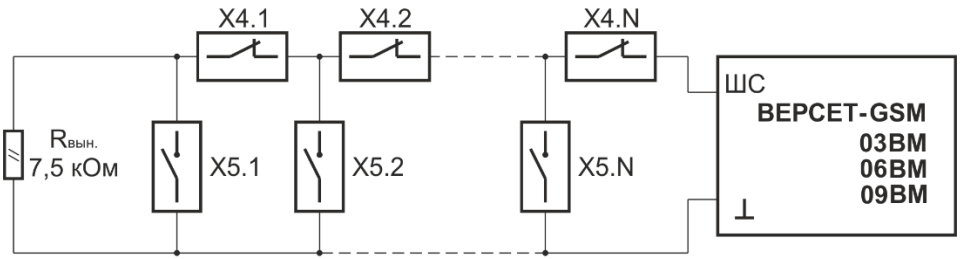 X4.1
X4.2
X4.N
ШС
ВЕРСЕТ-GSM
03ВМ
06ВМ
09ВМ
Rвын.
7,5 кОм
X5.1
X5.2
X5.N